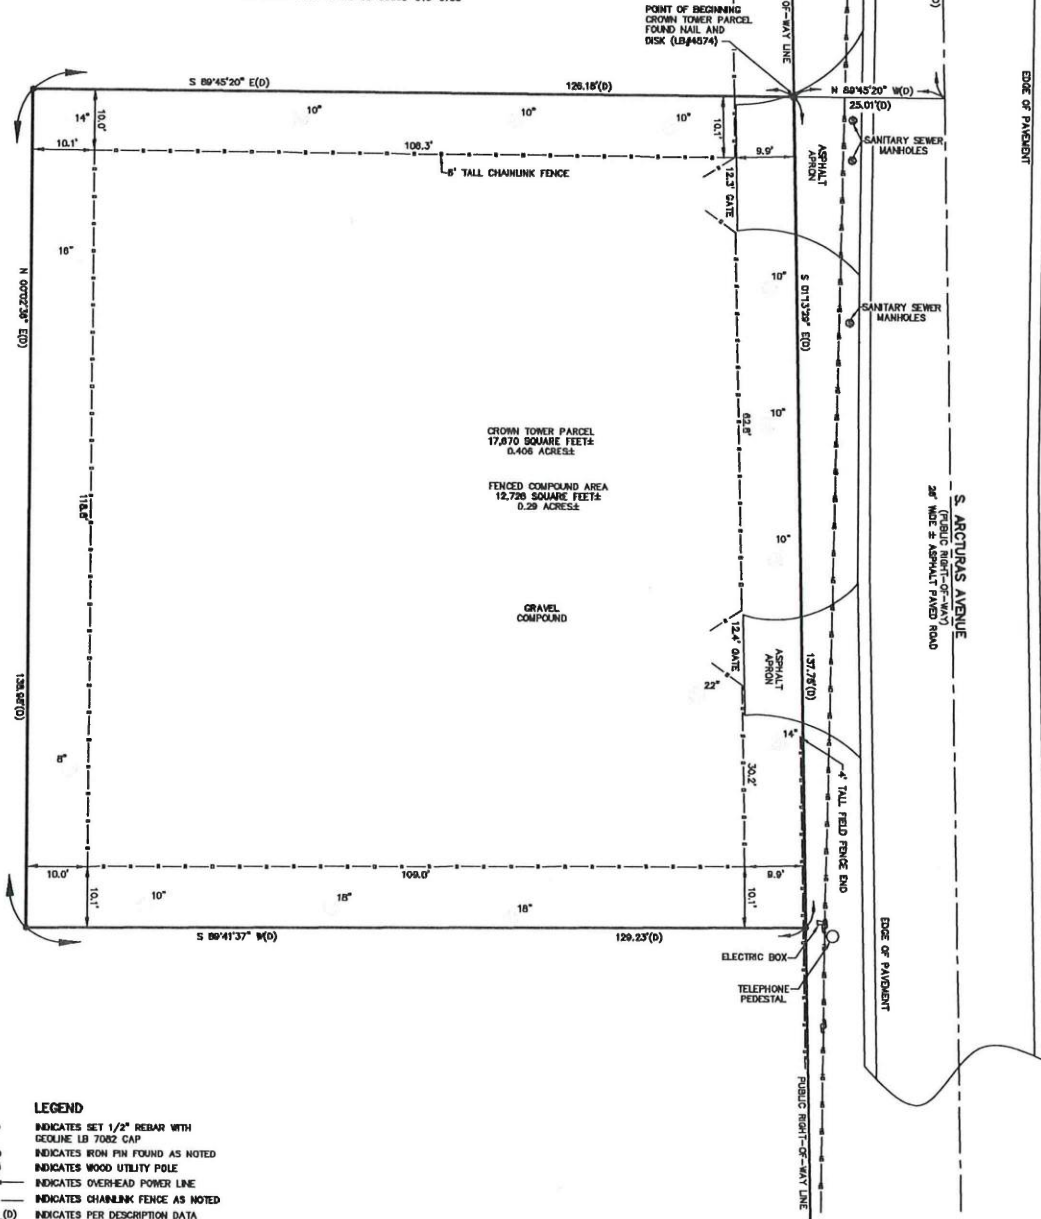 POINT OF BEGINNING
CROWN TOWER PARCEL
FOUND NAIL AND
DISK (LB#4574)
OF-WAY LINE
D)
EDGE OF PAVEMENT
S 89°45'20" E(D)
126.18'(D)
N 89°45'20" W(D)
25.01'(D)
14"
10.0'
10"
10"
10"
10.1'
10.1'
106.3'
9.9'
ASPHALT
APRON
SANITARY SEWER
MANHOLES
6' TALL CHAINLINK FENCE
12.3' GATE
16"
N 00°02'36" E(D)
10"
S 01°13'29" E(D)
SANITARY SEWER
MANHOLES
10"
62.6'
CROWN TOWER PARCEL
17,670 SQUARE FEET±
0.406 ACRES±
FENCED COMPOUND AREA
12,726 SQUARE FEET±
0.29 ACRES±
118.6'
10"
S. ARCTURAS AVENUE
(PUBLIC RIGHT-OF-WAY)
26' WIDE ± ASPHALT PAVED ROAD
GRAVEL
COMPOUND
12.4' GATE
ASPHALT
APRON
137.75'(D)
22"
138.95'(D)
14"
8"
30.2'
4' TALL FIELD FENCE END
10.0'
109.0'
9.9'
10.1'
10"
18"
18"
10.1'
S 89°41'37" W(D)
129.23'(D)
ELECTRIC BOX
TELEPHONE
PEDESTAL
EDGE OF PAVEMENT
PUBLIC RIGHT-OF-WAY LINE
LEGEND
INDICATES SET 1/2" REBAR WITH
GEOLINE LB 7082 CAP
INDICATES IRON PIN FOUND AS NOTED
INDICATES WOOD UTILITY POLE
INDICATES OVERHEAD POWER LINE
INDICATES CHAINLINK FENCE AS NOTED
(D) INDICATES PER DESCRIPTION DATA